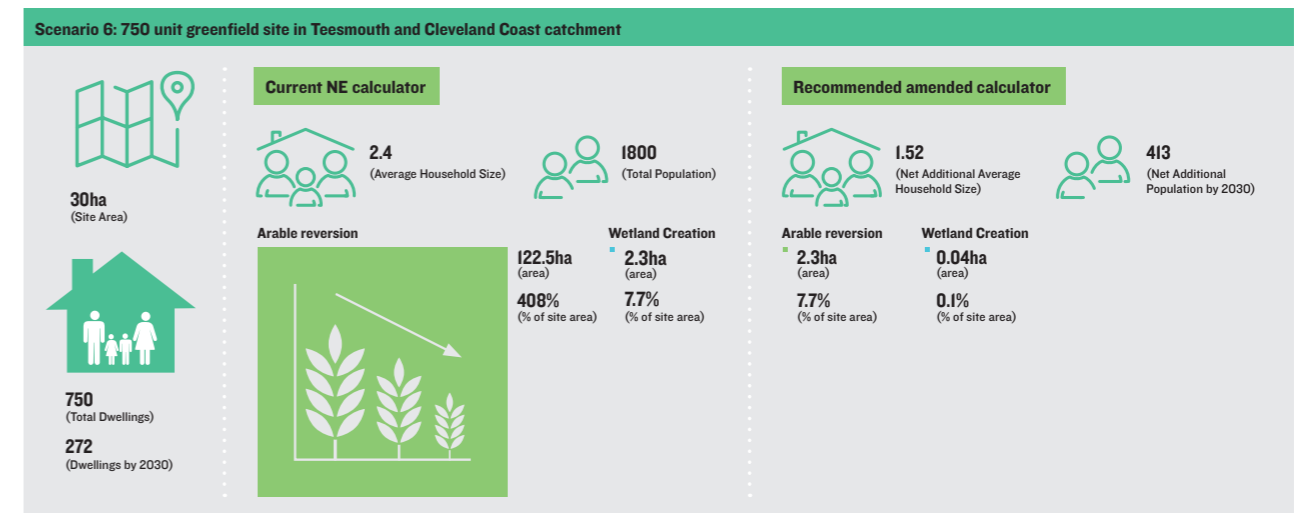 Scenario 6: 750 unit greenfield site in Teesmouth and Cleveland Coast catchment
30ha
(Site Area)
750
(Total Dwellings)
272
(Dwellings by 2030)
Current NE calculator
2.4
(Average Household Size)
1800
(Total Population)
Arable reversion
122.5ha
(area)
408%
(% of site area)
Wetland Creation
2.3ha
(area)
7.7%
(% of site area)
Recommended amended calculator
1.52
(Net Additional Average
Household Size)
413
(Net Additional
Population by 2030)
Arable reversion
2.3ha
(area)
7.7%
(% of site area)
Wetland Creation
0.04ha
(area)
0.1%
(% of site area)